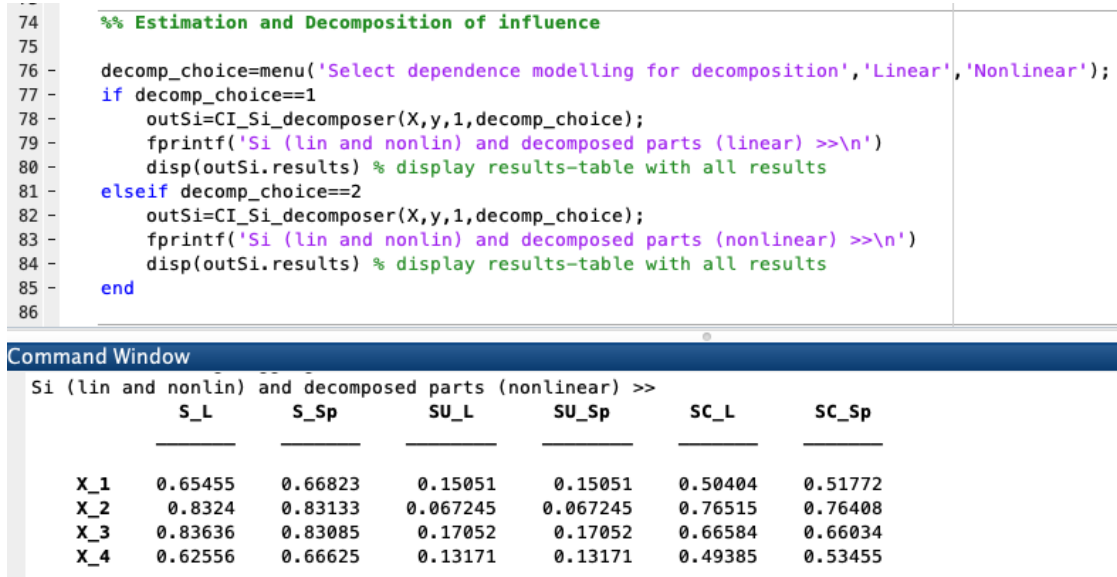 74 %% Estimation and Decomposition of influence
75
76 - decomp_choice=menu('Select dependence modelling for decomposition','Linear','Nonlinear');
77 - if decomp_choice==1
78 - outSi=CI_Si_decomposer(X,y,1,decomp_choice);
79 - fprintf('Si (lin and nonlin) and decomposed parts (linear) >>\n')
80 - disp(outSi.results) % display results-table with all results
81 - elseif decomp_choice==2
82 - outSi=CI_Si_decomposer(X,y,1,decomp_choice);
83 - fprintf('Si (lin and nonlin) and decomposed parts (nonlinear) >>\n')
84 - disp(outSi.results) % display results-table with all results
85 - end
86
Command Window
Si (lin and nonlin) and decomposed parts (nonlinear) >>
S_L S_Sp SU_L SU_Sp SC_L SC_Sp
X_1 0.65455 0.66823 0.15051 0.15051 0.50404 0.51772
X_2 0.8324 0.83133 0.067245 0.067245 0.76515 0.76408
X_3 0.83636 0.83085 0.17052 0.17052 0.66584 0.66034
X_4 0.62556 0.66625 0.13171 0.13171 0.49385 0.53455